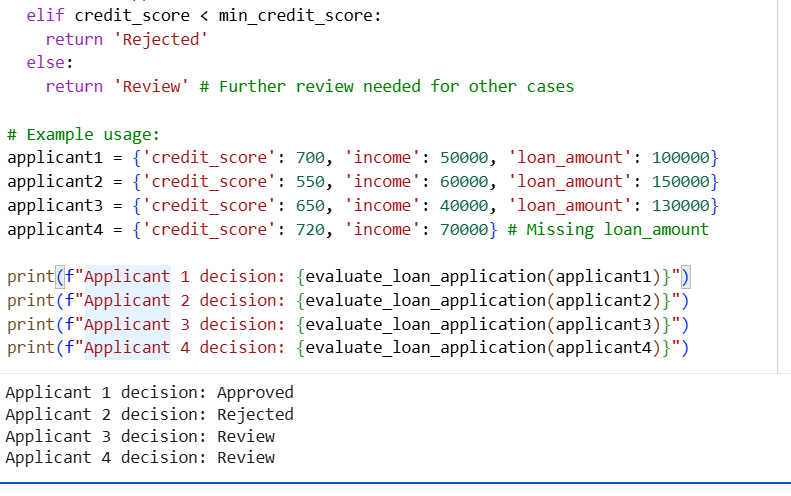 elif credit_score < min_credit_score:
    return 'Rejected'
  else:
    return 'Review' # Further review needed for other cases

# Example usage:
applicant1 = {'credit_score': 700, 'income': 50000, 'loan_amount': 100000}
applicant2 = {'credit_score': 550, 'income': 60000, 'loan_amount': 150000}
applicant3 = {'credit_score': 650, 'income': 40000, 'loan_amount': 130000}
applicant4 = {'credit_score': 720, 'income': 70000} # Missing loan_amount

print(f"Applicant 1 decision: {evaluate_loan_application(applicant1)}")
print(f"Applicant 2 decision: {evaluate_loan_application(applicant2)}")
print(f"Applicant 3 decision: {evaluate_loan_application(applicant3)}")
print(f"Applicant 4 decision: {evaluate_loan_application(applicant4)}")
Applicant 1 decision: Approved
Applicant 2 decision: Rejected
Applicant 3 decision: Review
Applicant 4 decision: Review